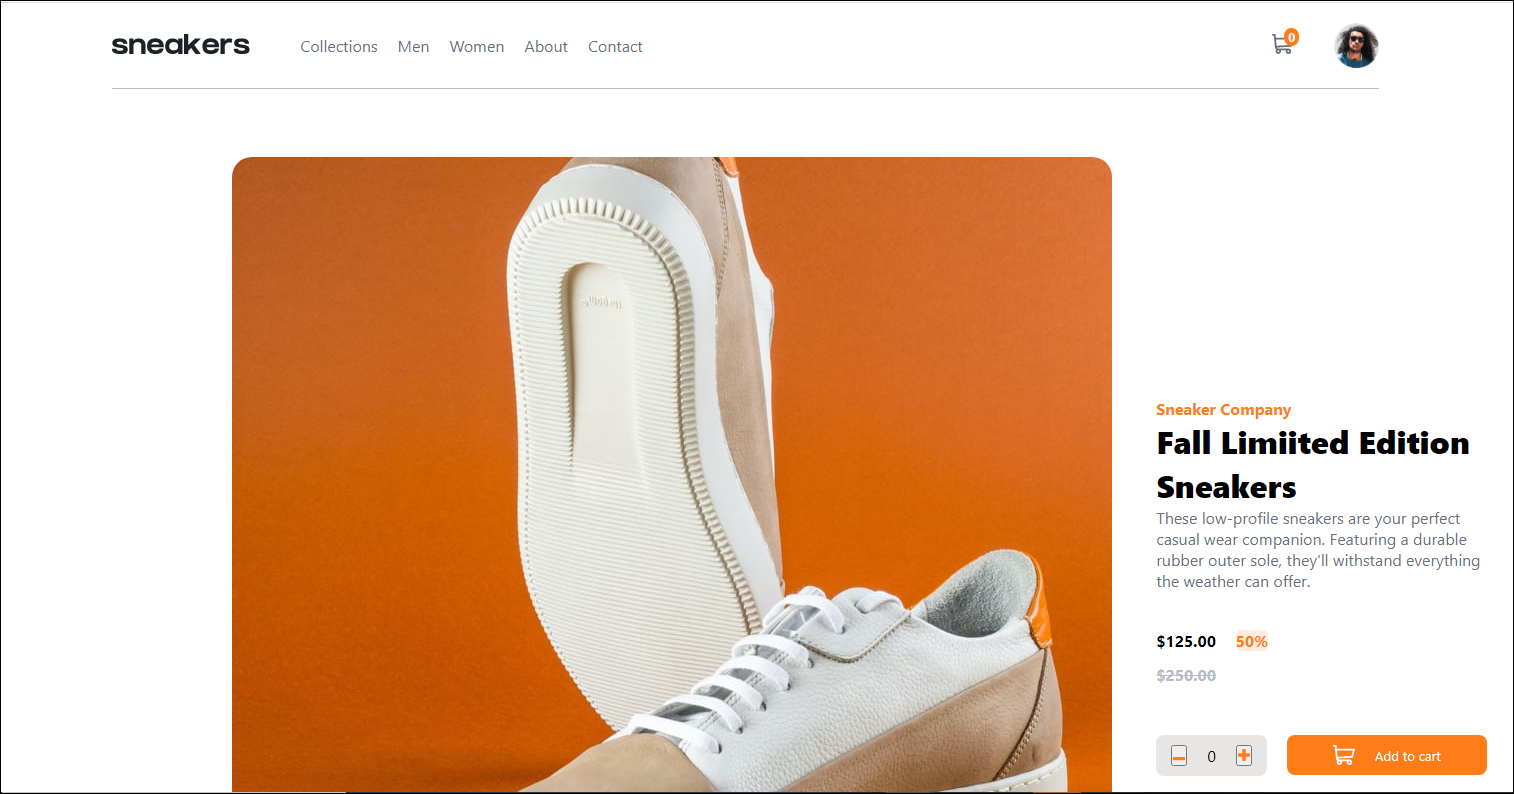 sneakers
Collections Men Women About Contact
0
Sneaker Company
Fall Limiited Edition
Sneakers
These low-profile sneakers are your perfect
casual wear companion. Featuring a durable
rubber outer sole, they'll withstand everything
the weather can offer.
$125.00 50%
$250.00
0
Add to cart